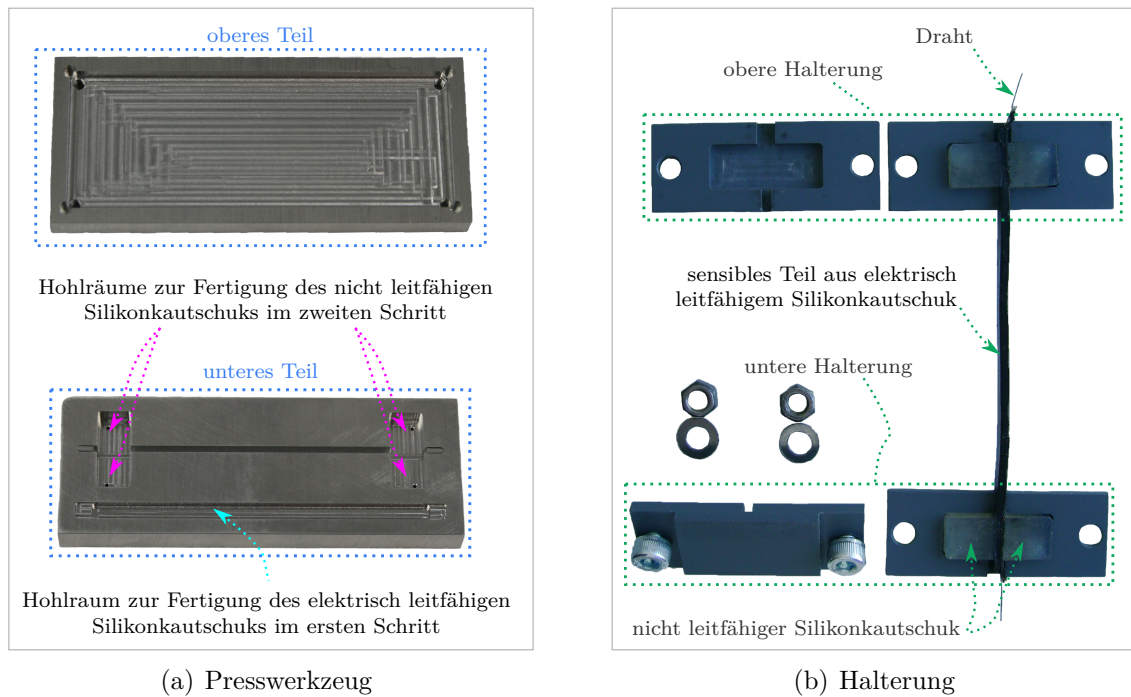 oberes Teil
Hohlräume zur Fertigung des nicht leitfähigen
Silikonkautschuks im zweiten Schritt
unteres Teil
Hohlraum zur Fertigung des elektrisch leitfähigen
Silikonkautschuks im ersten Schritt
(a) Presswerkzeug
Draht
obere Halterung
sensibles Teil aus elektrisch
leitfähigem Silikonkautschuk
untere Halterung
nicht leitfähiger Silikonkautschuk
(b) Halterung